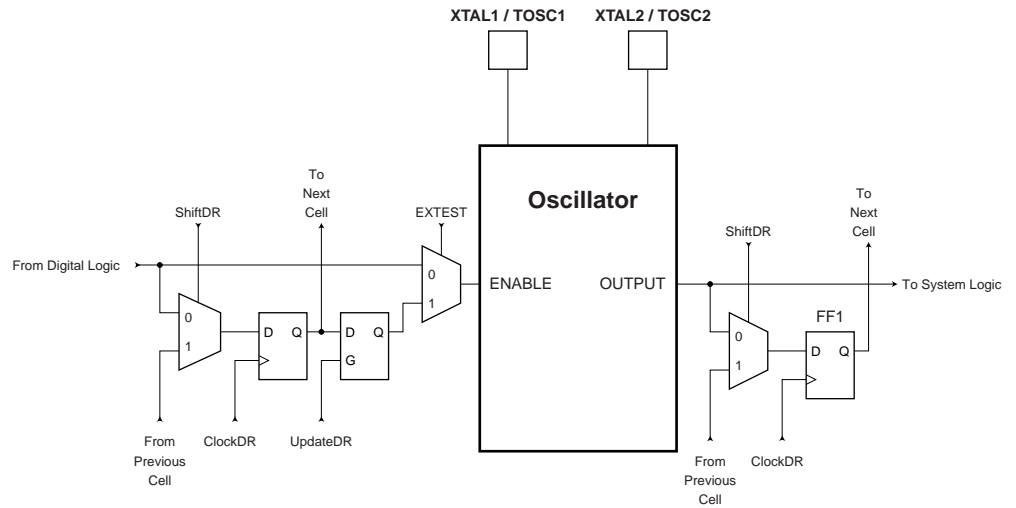 XTAL1 / TOSC1
XTAL2 / TOSC2
Oscillator
To
Next
Cell
ShiftDR
EXTEST
From Digital Logic
0
1
D Q
D Q
G
0
1
ENABLE
OUTPUT
From
Previous
Cell
ClockDR
UpdateDR
To
Next
Cell
ShiftDR
To System Logic
FF1
0
1
D Q
From
Previous
Cell
ClockDR